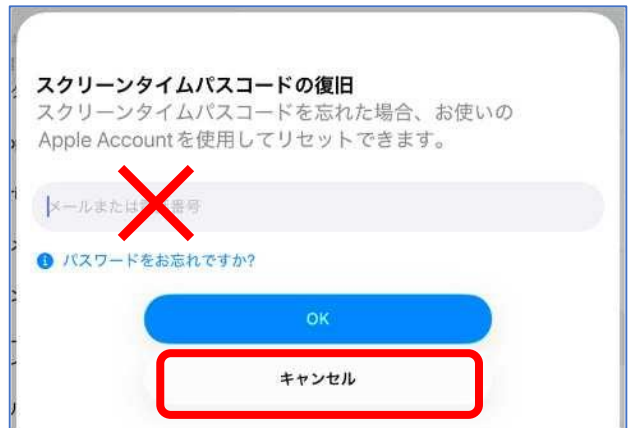 スクリーンタイムパスコードの復旧
スクリーンタイムパスコードを忘れた場合、お使いの
Apple Accountを使用してリセットできます。
メールまたは番号
パスワードをお忘れですか?
OK
キャンセル